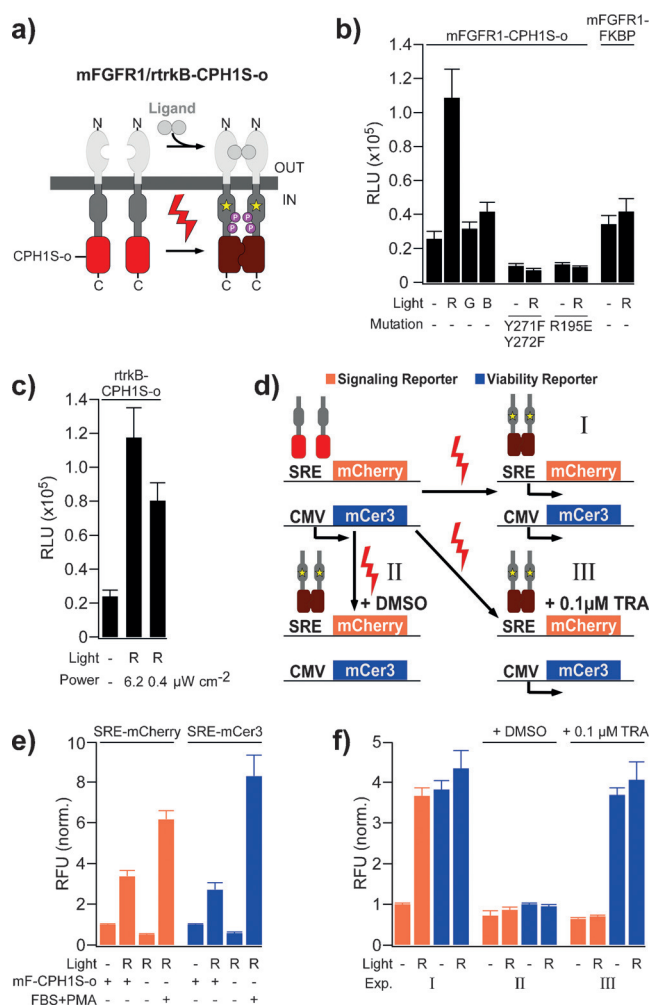 a)
mFGFR1/rtrkB-CPH1S-o
Ligand
N N N N
OUT
IN
P P
P P
CPH1S-o
C C C C
b)
mFGFR1-CPH1S-o
mFGFR1-
FKBP
RLU (x10⁵)
1.4
1.2
1.0
0.8
0.6
0.4
0.2
0
Light - R G B - R - R - R
Mutation - - - - Y271F R195E - -
Y272F
c)
rtrkB-
CPH1S-o
RLU (x10⁵)
1.4
1.2
1.0
0.8
0.6
0.4
0.2
0
Light - R R
Power - 6.2 0.4 µW cm⁻²
d)
Signaling Reporter Viability Reporter
SRE mCherry
CMV mCer3
I
SRE mCherry
CMV mCer3
II
+ DMSO
SRE mCherry
CMV mCer3
III
+ 0.1µM TRA
SRE mCherry
CMV mCer3
e)
SRE-mCherry SRE-mCer3
RFU (norm.)
10
8
6
4
2
0
Light - R R R - R R R
mF-CPH1S-o + + - - + + - -
FBS+PMA - - - + - - - +
f)
+ DMSO + 0.1 µM TRA
RFU (norm.)
5
4
3
2
1
0
Light - R - R - R - R - R - R
Exp. I II III